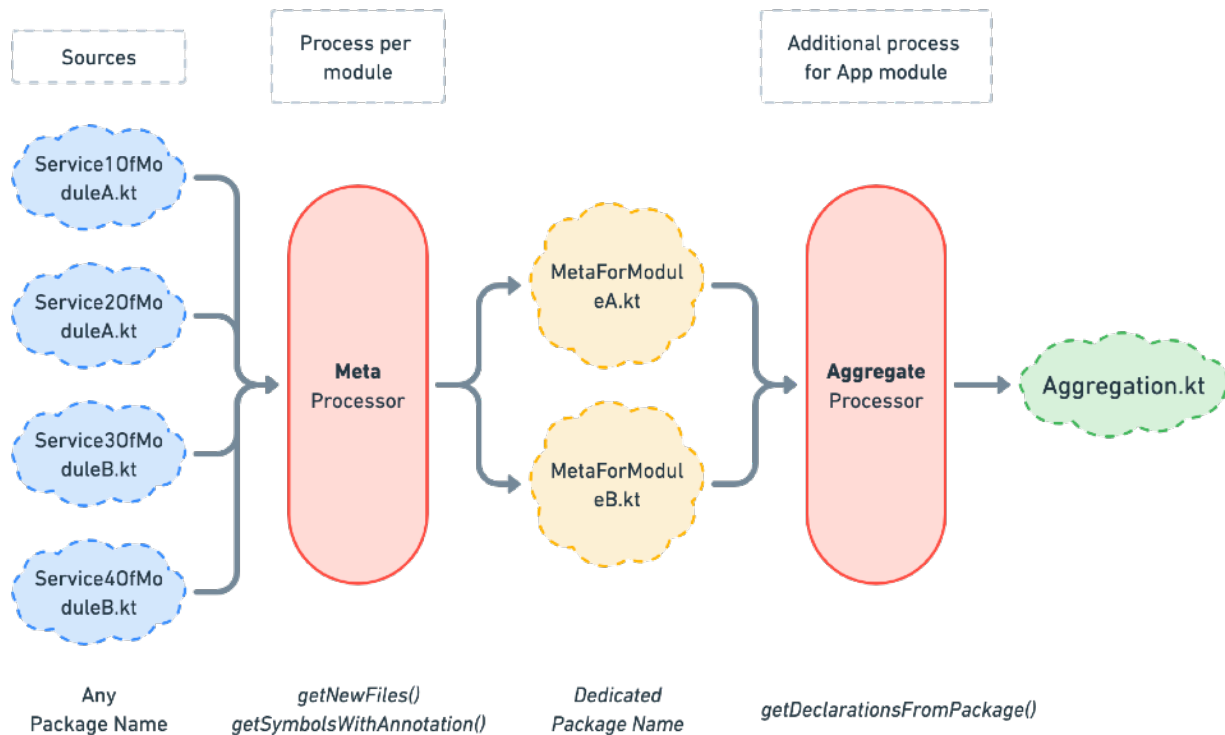 Sources
Process per
module
Additional process
for App module
Service1OfMo
duleA.kt
Service2OfMo
duleA.kt
Service3OfMo
duleB.kt
Service4OfMo
duleB.kt
Meta
Processor
MetaForModul
eA.kt
MetaForModul
eB.kt
Aggregate
Processor
Aggregation.kt
Any
Package Name
getNewFiles()
getSymbolsWithAnnotation()
Dedicated
Package Name
getDeclarationsFromPackage()